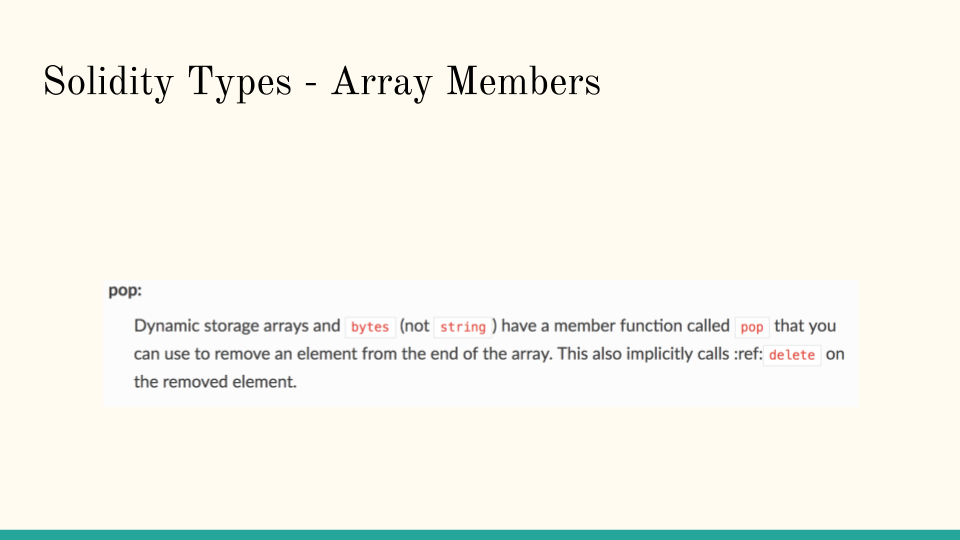 Solidity Types - Array Members
pop:
Dynamic storage arrays and bytes (not string ) have a member function called pop that you
can use to remove an element from the end of the array. This also implicitly calls :ref: delete on
the removed element.